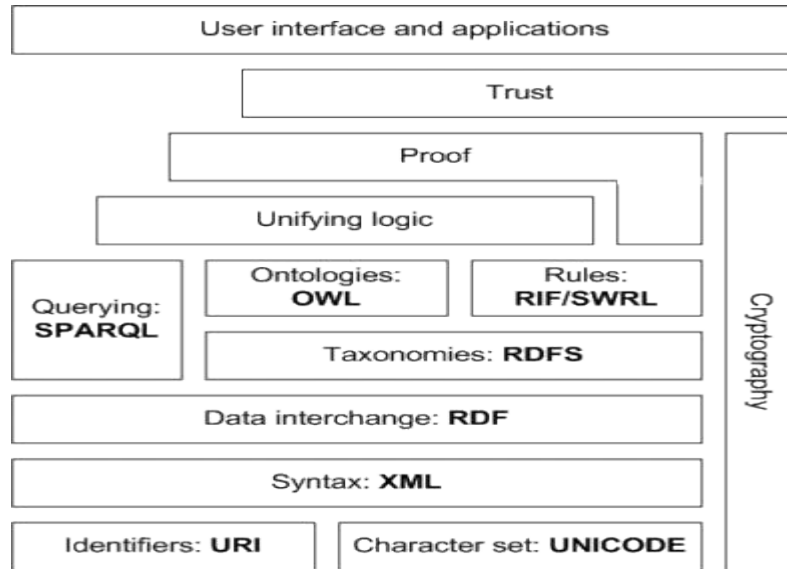 User interface and applications
Trust
Proof
Unifying logic
Querying:
SPARQL
Ontologies:
OWL
Rules:
RIF/SWRL
Taxonomies: RDFS
Data interchange: RDF
Syntax: XML
Identifiers: URI
Character set: UNICODE
Cryptography